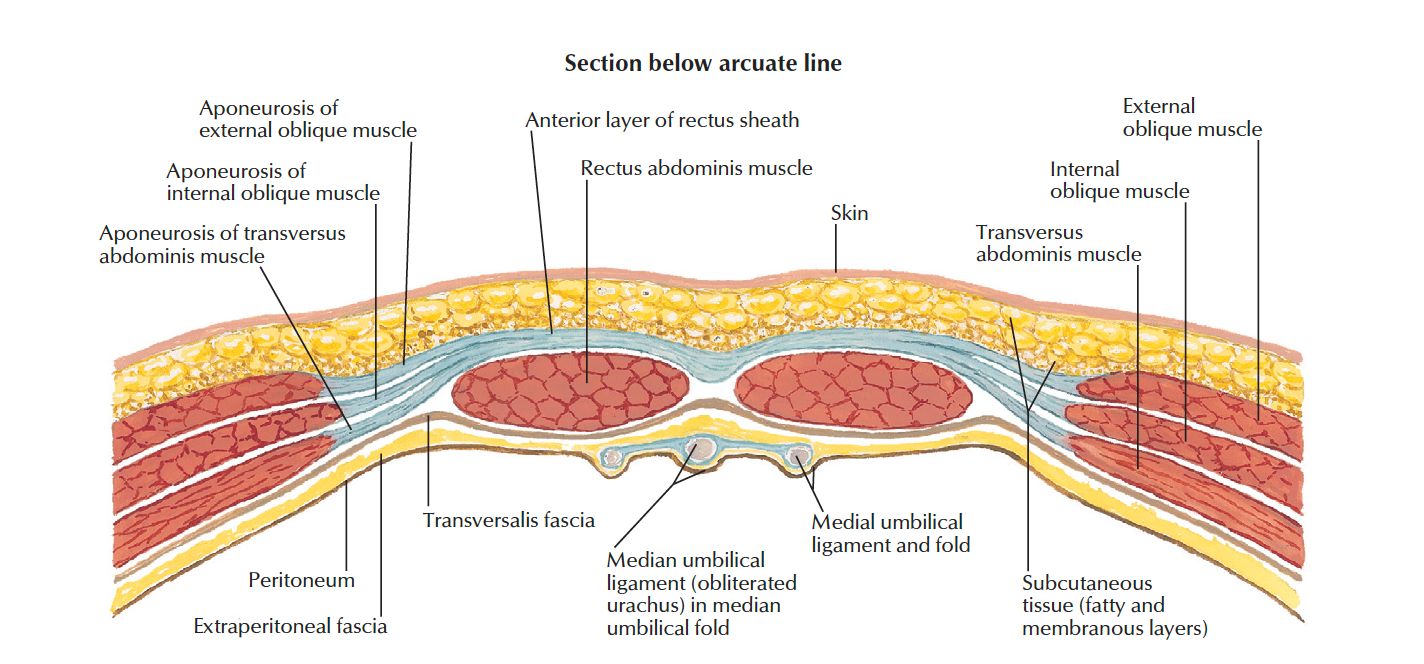 Section below arcuate line
Aponeurosis of
external oblique muscle
Anterior layer of rectus sheath
External
oblique muscle
Aponeurosis of
internal oblique muscle
Rectus abdominis muscle
Internal
oblique muscle
Skin
Aponeurosis of transversus
abdominis muscle
Transversus
abdominis muscle
Transversalis fascia
Medial umbilical
ligament and fold
Median umbilical
ligament (obliterated
urachus) in median
umbilical fold
Peritoneum
Extraperitoneal fascia
Subcutaneous
tissue (fatty and
membranous layers)